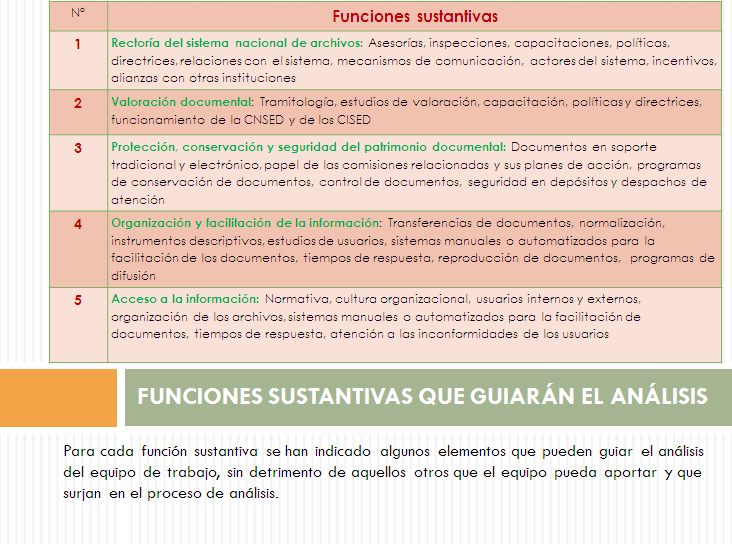 Nº
Funciones sustantivas
1
Rectoría del sistema nacional de archivos: Asesorías, inspecciones, capacitaciones, políticas,
directrices, relaciones con el sistema, mecanismos de comunicación, actores del sistema, incentivos,
alianzas con otras instituciones
2
Valoración documental: Tramitología, estudios de valoración, capacitación, políticas y directrices,
funcionamiento de la CNSED y de los CISED
3
Protección, conservación y seguridad del patrimonio documental: Documentos en soporte
tradicional y electrónico, papel de las comisiones relacionadas y sus planes de acción, programas
de conservación de documentos, control de documentos, seguridad en depósitos y despachos de
atención
4
Organización y facilitación de la información: Transferencias de documentos, normalización,
instrumentos descriptivos, estudios de usuarios, sistemas manuales o automatizados para la
facilitación de los documentos, tiempos de respuesta, reproducción de documentos, programas de
difusión
5
Acceso a la información: Normativa, cultura organizacional, usuarios internos y externos,
organización de los archivos, sistemas manuales o automatizados para la facilitación de
documentos, tiempos de respuesta, atención a las inconformidades de los usuarios
FUNCIONES SUSTANTIVAS QUE GUIARÁN EL ANÁLISIS
Para cada función sustantiva se han indicado algunos elementos que pueden guiar el análisis
del equipo de trabajo, sin detrimento de aquellos otros que el equipo pueda aportar y que
surjan en el proceso de análisis.